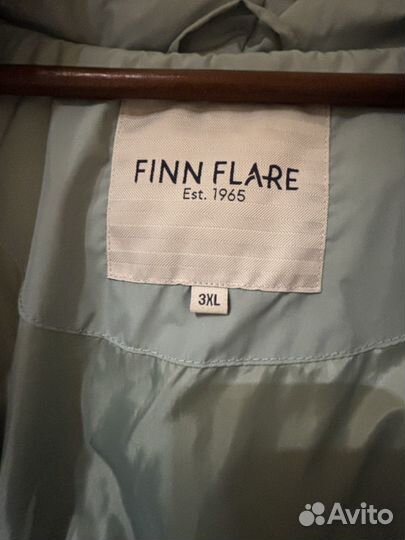 FINN FLARE
Est. 1965
3XL
Avito